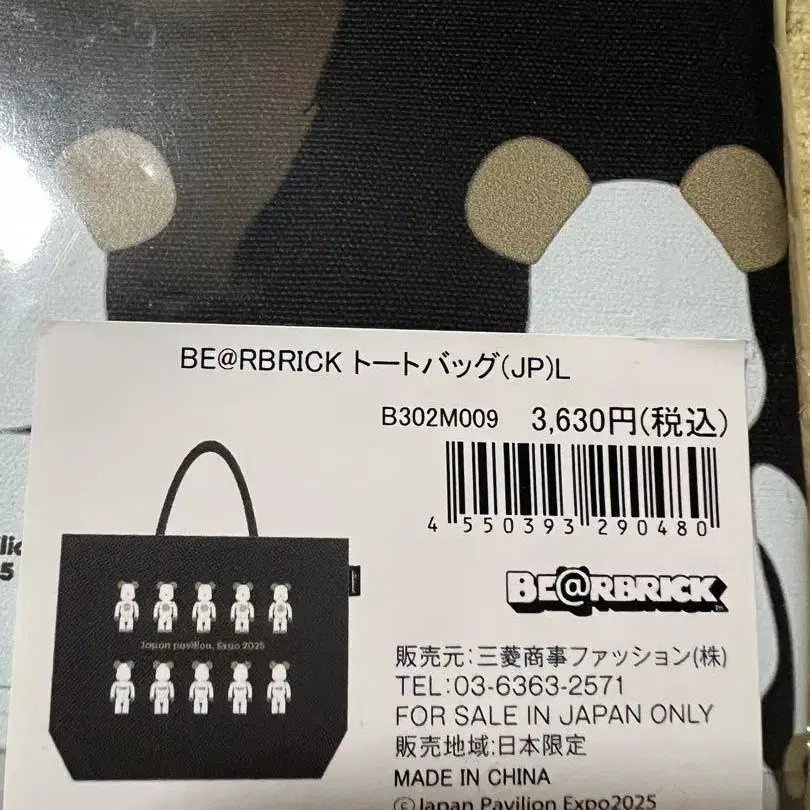 BE@RBRICK トートバッグ(JP)L
B302M009 3,630円(税込)
4 550393 290480
BE@RBRICK
TM
Japan pavilion, Expo 2025
5
販売元:三菱商事ファッション(株)
TEL:03-6363-2571
FOR SALE IN JAPAN ONLY
販売地域:日本限定
MADE IN CHINA
©Japan Pavilion Expo2025